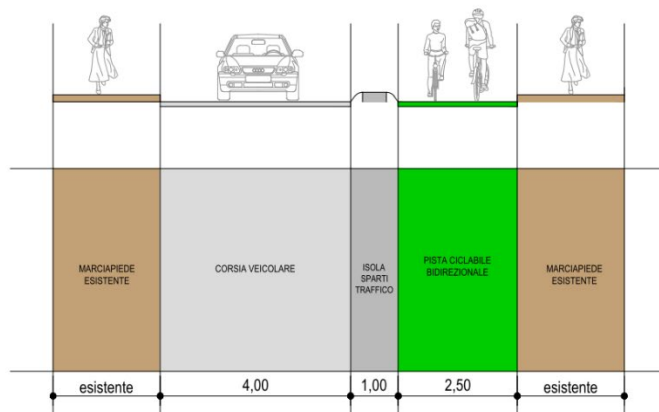 MARCIAPIEDE
ESISTENTE
CORSIA VEICOLARE
ISOLA
SPARTI
TRAFFICO
PISTA CICLABILE
BIDIREZIONALE
MARCIAPIEDE
ESISTENTE
esistente
4,00
1,00
2,50
esistente